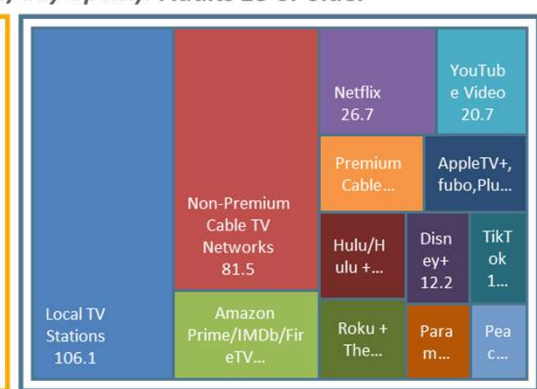 Adults 18 or older
Local TV
Stations
106.1
Non-Premium
Cable TV
Networks
81.5
Amazon
Prime/IMDb/Fir
eTV...
Netflix
26.7
YouTub
e Video
20.7
Premium
Cable...
AppleTV+,
fubo,Plu...
Hulu/H
ulu +...
Disn
ey+
12.2
TikT
ok
1...
Roku +
The...
Para
m...
Pea
c...